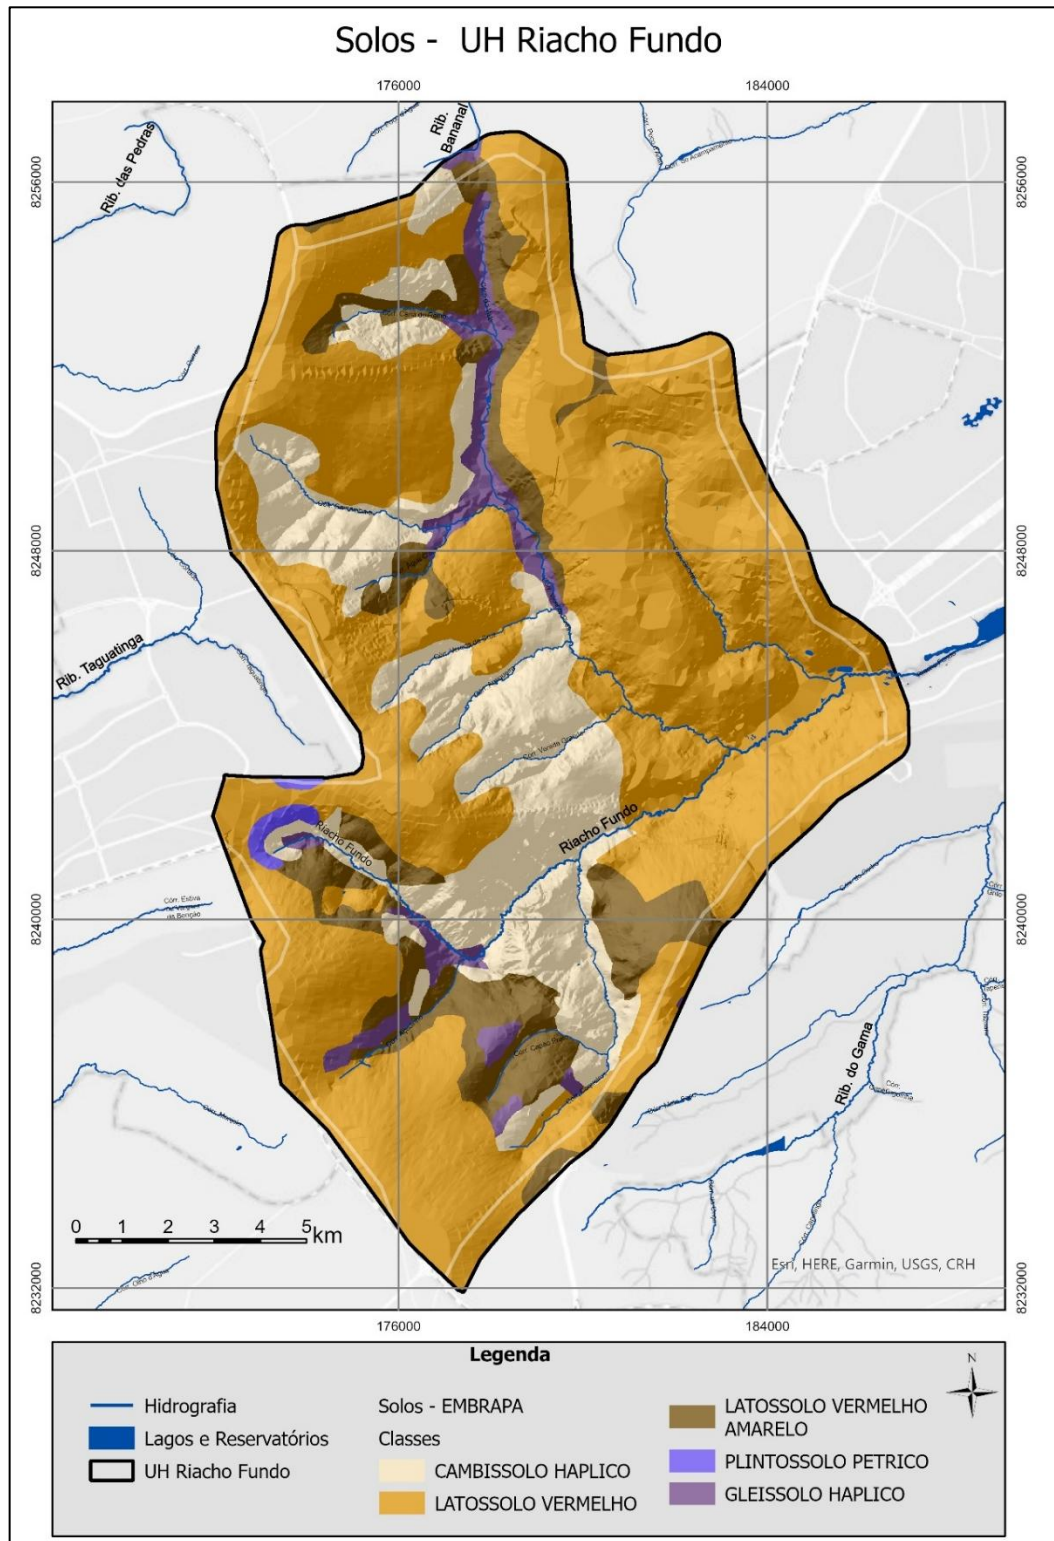 Solos - UH Riacho Fundo
176000
184000
Rib. das Pedras
Rib.
Bananal
8256000
8256000
8248000
8248000
Rib. Taguatinga
Riacho Fundo
Riacho Fundo
Córr. Estiva
8240000
8240000
Rib. do Gama
0 1 2 3 4 5 km
Esri, HERE, Garmin, USGS, CRH
8232000
8232000
176000
184000
Legenda
N
Hidrografia
Lagos e Reservatórios
UH Riacho Fundo
Solos - EMBRAPA
Classes
CAMBISSOLO HAPLICO
LATOSSOLO VERMELHO
LATOSSOLO VERMELHO
AMARELO
PLINTOSSOLO PETRICO
GLEISSOLO HAPLICO